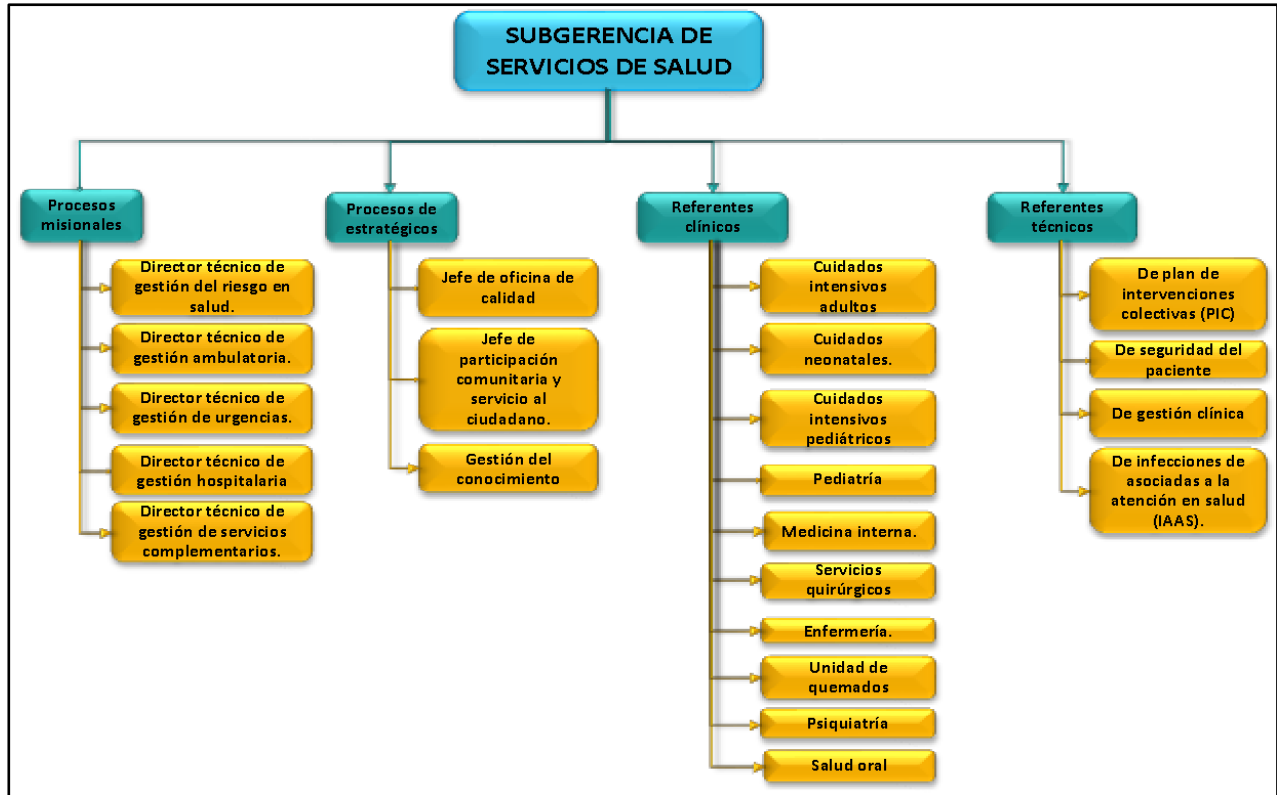 SUBGERENCIA DE
SERVICIOS DE SALUD
Procesos
misionales
Director técnico de
gestión del riesgo en
salud.
Director técnico de
gestión ambulatoria.
Director técnico de
gestión de urgencias.
Director técnico de
gestión hospitalaria
Director técnico de
gestión de servicios
complementarios.
Procesos de
estratégicos
Jefe de oficina de
calidad
Jefe de
participación
comunitaria y
servicio al
ciudadano.
Gestión del
conocimiento
Referentes
clínicos
Cuidados
intensivos
adultos
Cuidados
neonatales.
Cuidados
intensivos
pediátricos
Pediatría
Medicina interna.
Servicios
quirúrgicos
Enfermería.
Unidad de
quemados
Psiquiatría
Salud oral
Referentes
técnicos
De plan de
intervenciones
colectivas (PIC)
De seguridad del
paciente
De gestión clínica
De infecciones de
asociadas a la
atención en salud
(IAAS).